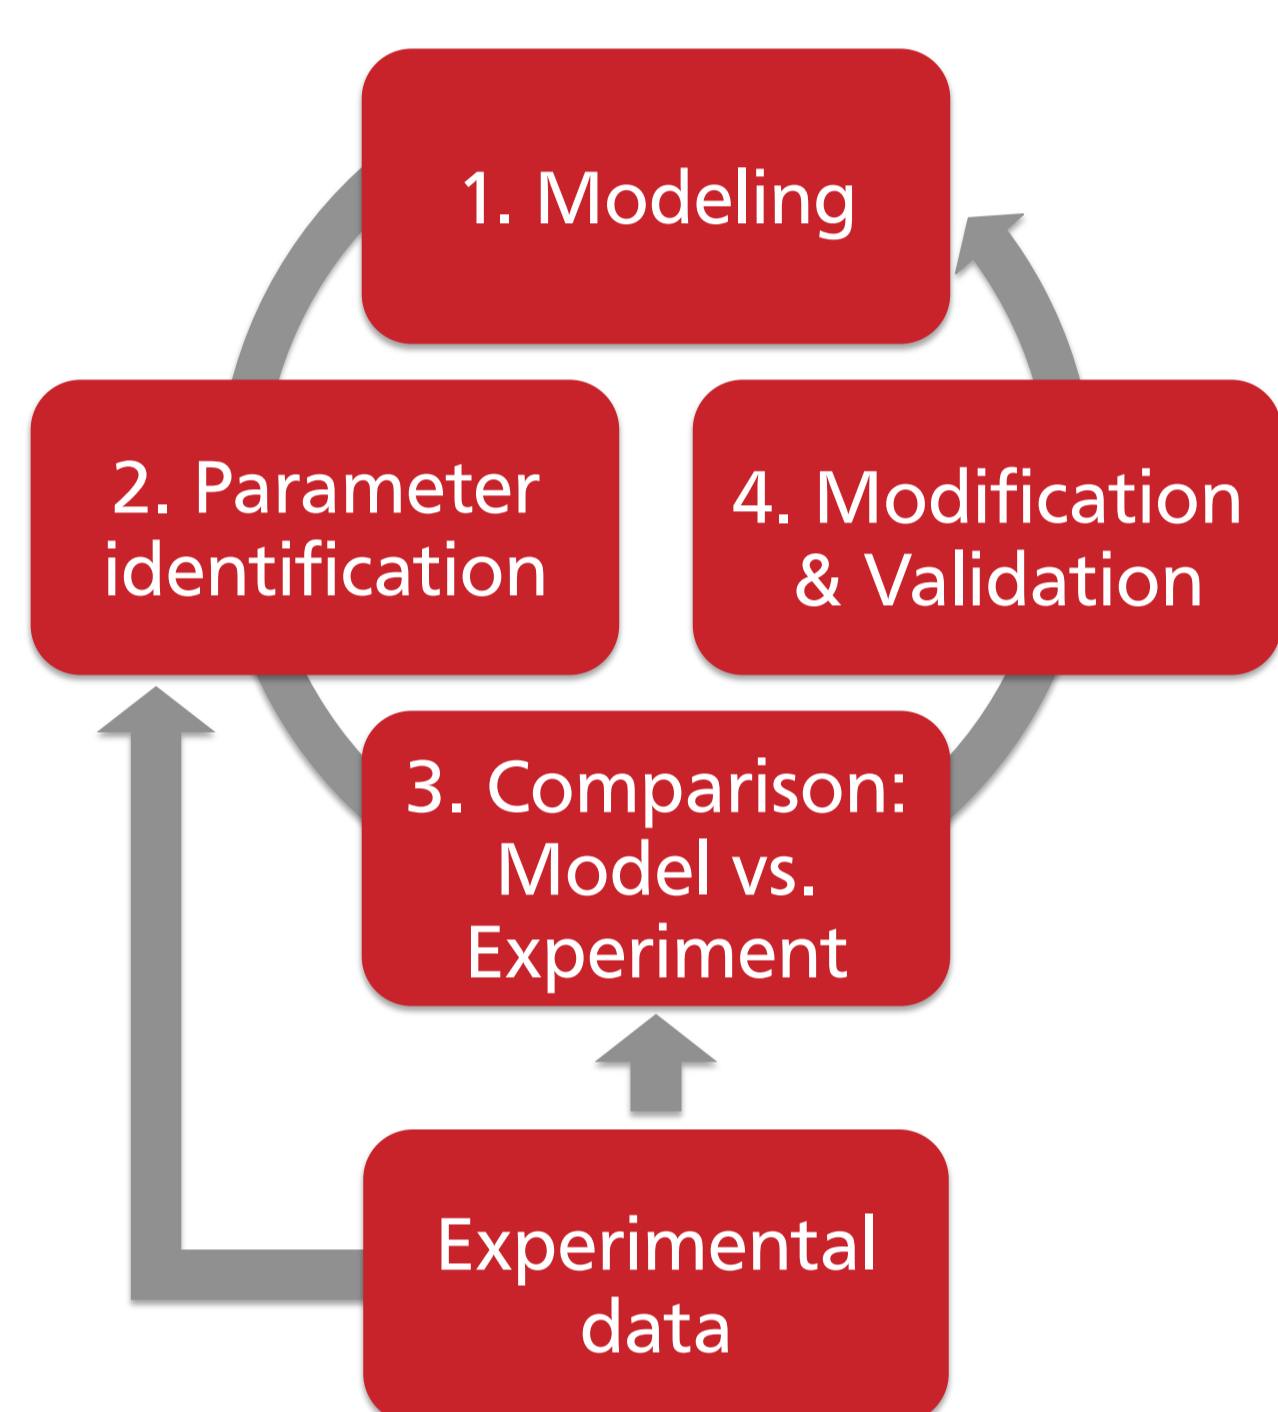 1. Modeling
2. Parameter
identification
4. Modification
& Validation
3. Comparison:
Model vs.
Experiment
Experimental
data